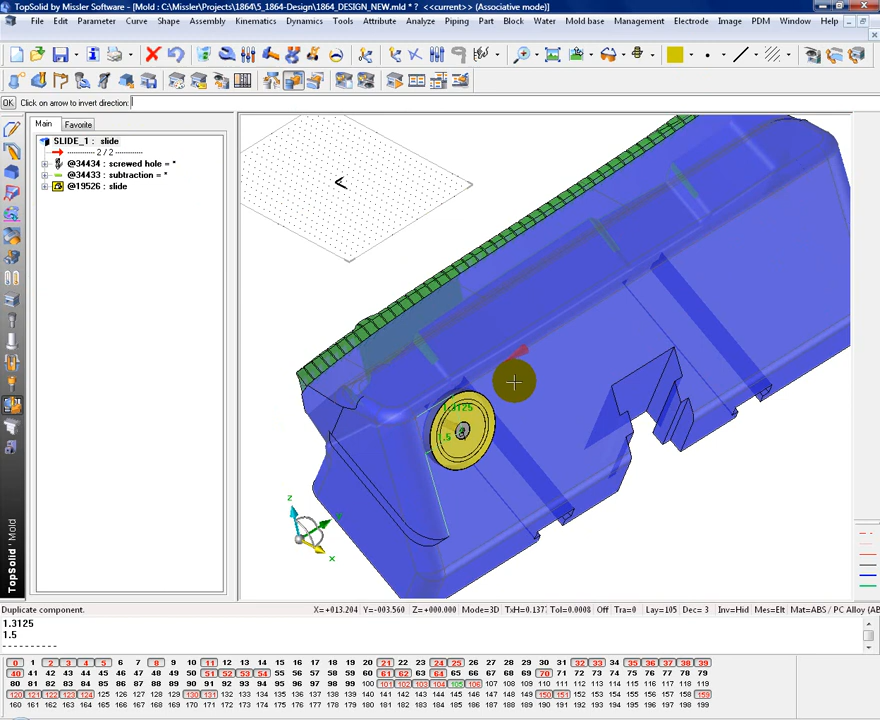 TopSolid by Missler Software - [Mold : C:\Missler\Projects\1864\5_1864-Design\1864_DESIGN_NEW.mld * ? <<current>> (Associative mode)]
File Edit Parameter Curve Shape Assembly Kinematics Dynamics Tools Attribute Analyze Piping Part Block Water Mold base Management Electrode Image PDM Window Help
OK Click on arrow to invert direction:
Main Favorite
SLIDE_1 : slide
2 / 2
@34434 : screwed hole = *
@34433 : subtraction = *
@19526 : slide
1.3125
1.5
z
x
TopSolid 'Mold
Duplicate component.
X= +013.204 Y=-003.560 Z=+000.000 Mode=3D TxH=0.137 Tol=0.0008 Off Tra=0 Lay=105 Dec= 3 Inv=Hid Mes=Elt Mat=ABS / PC Alloy (AB
1.3125
1.5
----------
0 1 2 3 4 5 6 7 8 9 10 11 12 13 14 15 16 17 18 19 20 21 22 23 24 25 26 27 28 29 30 31 32 33 34 35 36 37 38 39
40 41 42 43 44 45 46 47 48 49 50 51 52 53 54 55 56 57 58 59 60 61 62 63 64 65 66 67 68 69 70 71 72 73 74 75 76 77 78 79
80 81 82 83 84 85 86 87 88 89 90 91 92 93 94 95 96 97 98 99 100 101 102 103 104 105 106 107 108 109 110 111 112 113 114 115 116 117 118 119
120 121 122 123 124 125 126 127 128 129 130 131 132 133 134 135 136 137 138 139 140 141 142 143 144 145 146 147 148 149 150 151 152 153 154 155 156 157 158 159
160 161 162 163 164 165 166 167 168 169 170 171 172 173 174 175 176 177 178 179 180 181 182 183 184 185 186 187 188 189 190 191 192 193 194 195 196 197 198 199